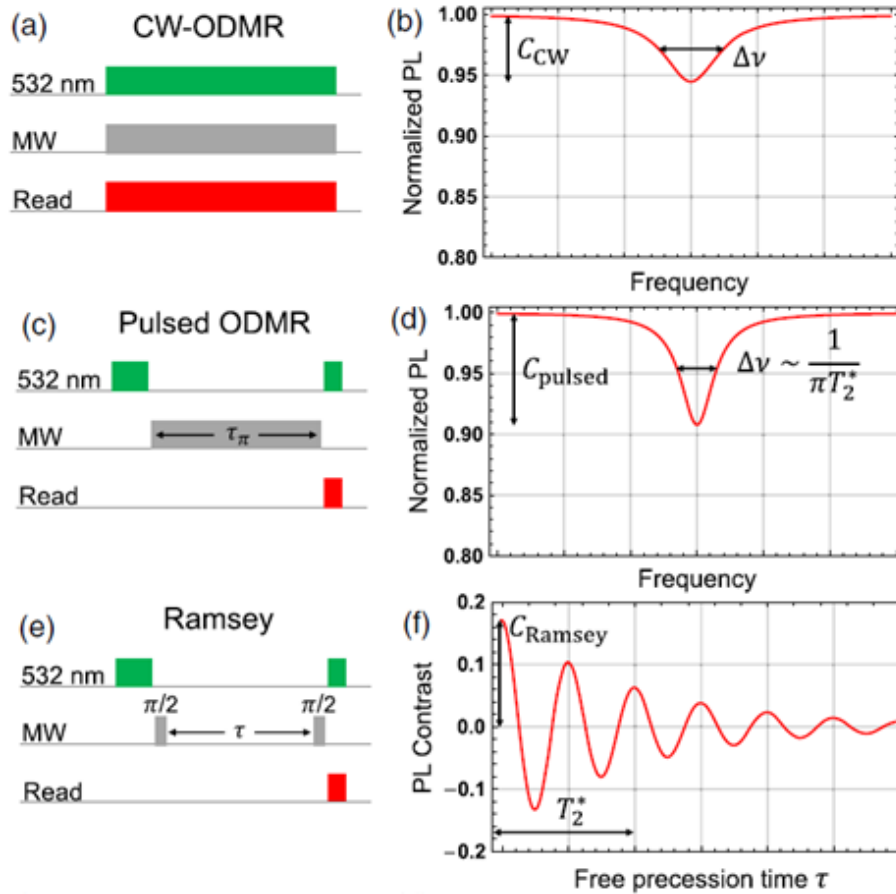 (a) CW-ODMR
532 nm
MW
Read
(b)
1.00
0.95
0.90
0.85
0.80
Normalized PL
C_CW
Δν
Frequency
(c) Pulsed ODMR
532 nm
MW
τ_π
Read
(d)
1.00
0.95
0.90
0.85
0.80
Normalized PL
C_pulsed
Δν ~ 1/(πT₂*)
Frequency
(e) Ramsey
532 nm
π/2 π/2
MW
τ
Read
(f)
0.2
0.1
0.0
−0.1
−0.2
PL Contrast
C_Ramsey
T₂*
Free precession time τ